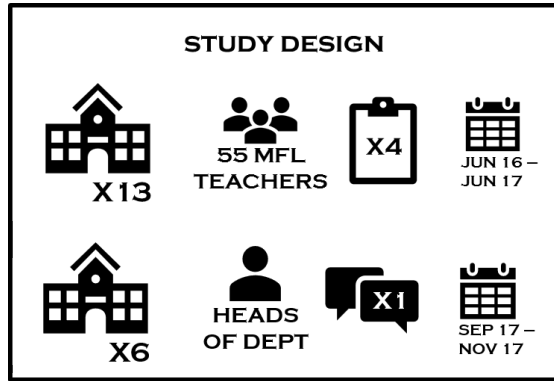 STUDY DESIGN
X13
55 MFL
TEACHERS
X4
JUN 16 –
JUN 17
X6
HEADS
OF DEPT
X1
SEP 17 –
NOV 17